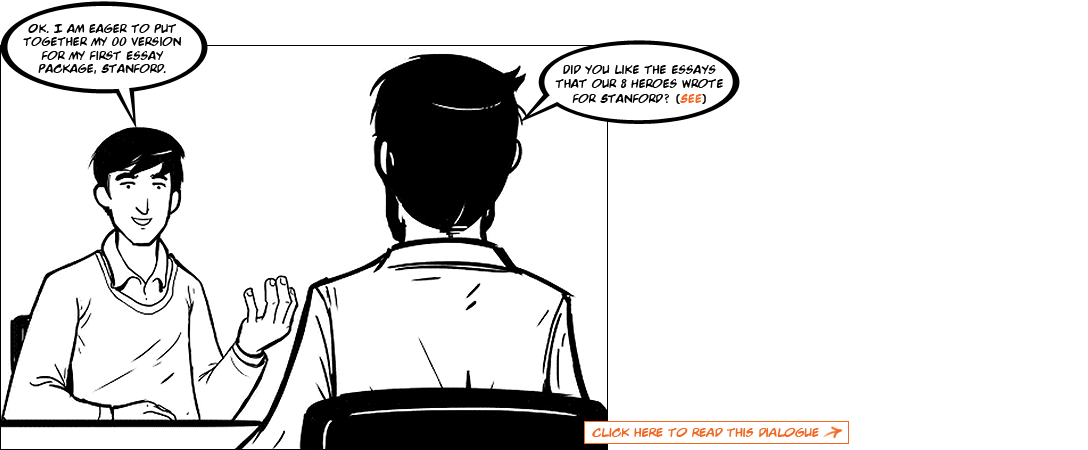 OK. I AM EAGER TO PUT
TOGETHER MY 00 VERSION
FOR MY FIRST ESSAY
PACKAGE, STANFORD.
DID YOU LIKE THE ESSAYS
THAT OUR 8 HEROES WROTE
FOR STANFORD? (SEE)
CLICK HERE TO READ THIS DIALOGUE